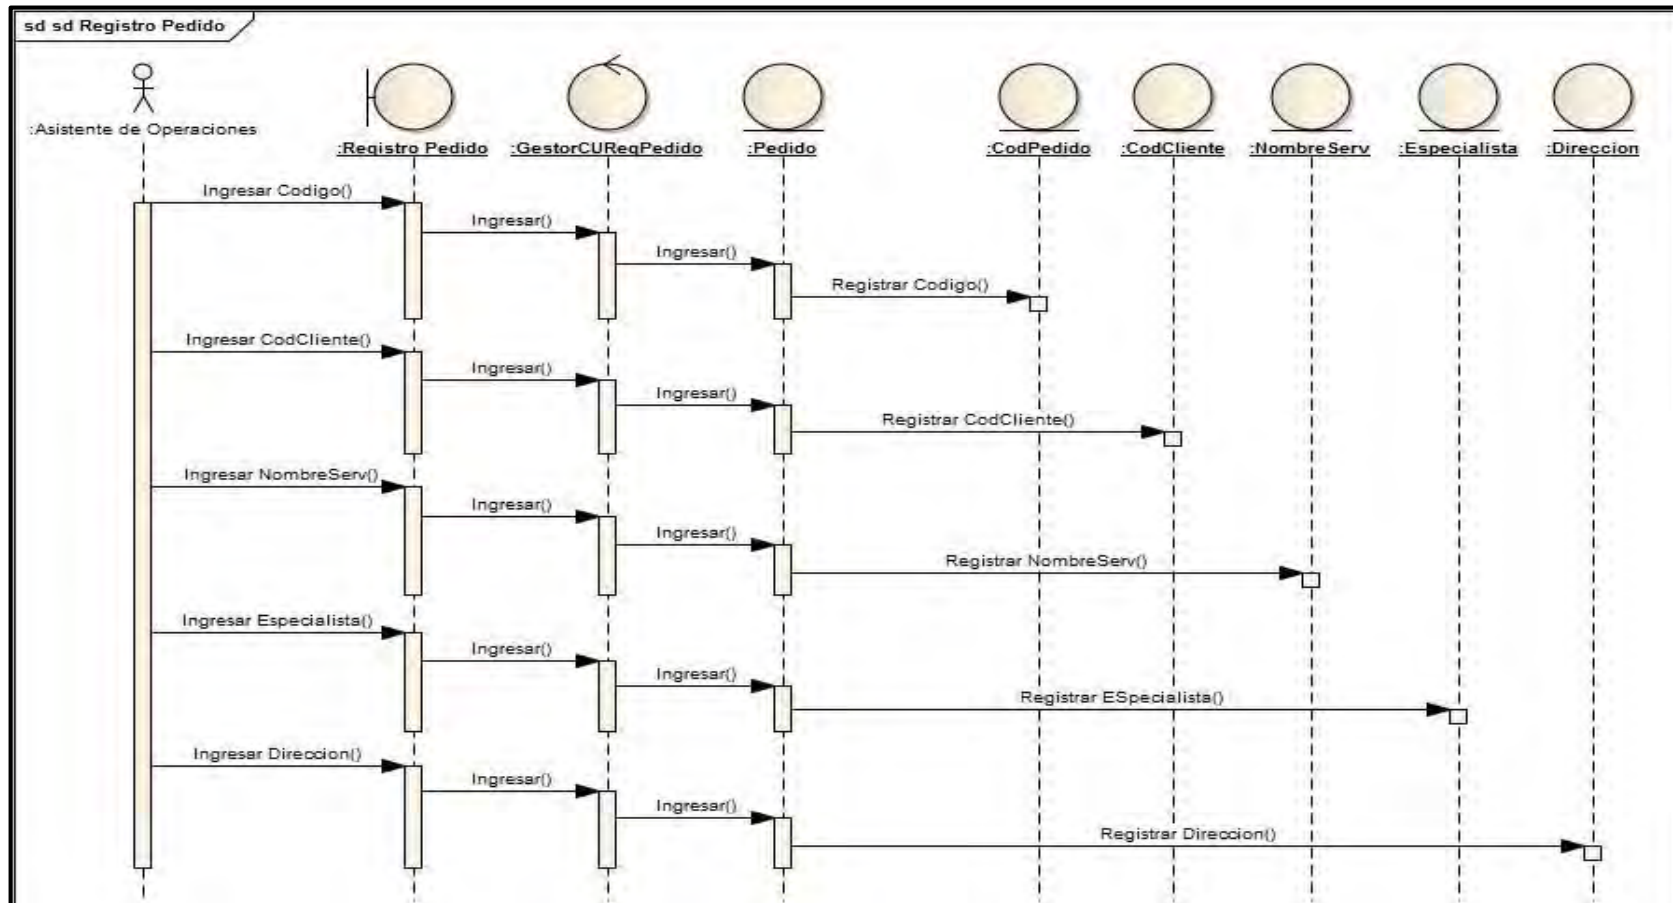 sd sd Registro Pedido
:Asistente de Operaciones
:Registro Pedido
:GestorCUReqPedido
:Pedido
:CodPedido
:CodCliente
:NombreServ
:Especialista
:Direccion
Ingresar Codigo()
Ingresar()
Ingresar()
Registrar Codigo()
Ingresar CodCliente()
Ingresar()
Ingresar()
Registrar CodCliente()
Ingresar NombreServ()
Ingresar()
Ingresar()
Registrar NombreServ()
Ingresar Especialista()
Ingresar()
Ingresar()
Registrar ESpecialista()
Ingresar Direccion()
Ingresar()
Ingresar()
Registrar Direccion()